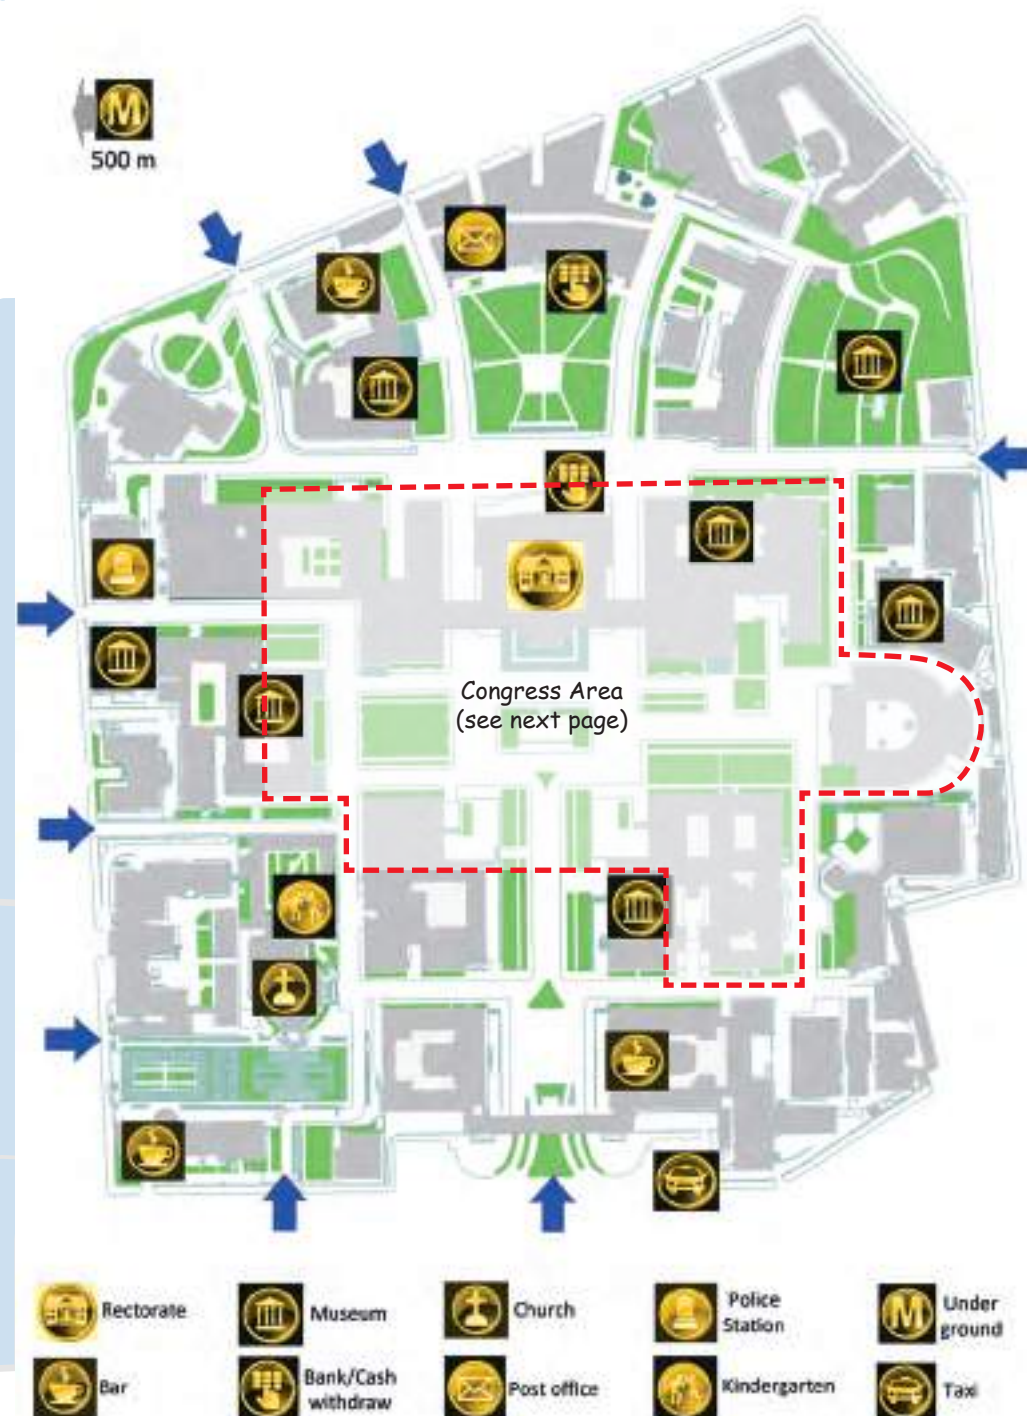 M
500 m
Congress Area
(see next page)
Rectorate
Museum
Church
Police
Station
M
Under
ground
Bar
Bank/Cash
withdraw
Post office
Kindergarten
Taxi